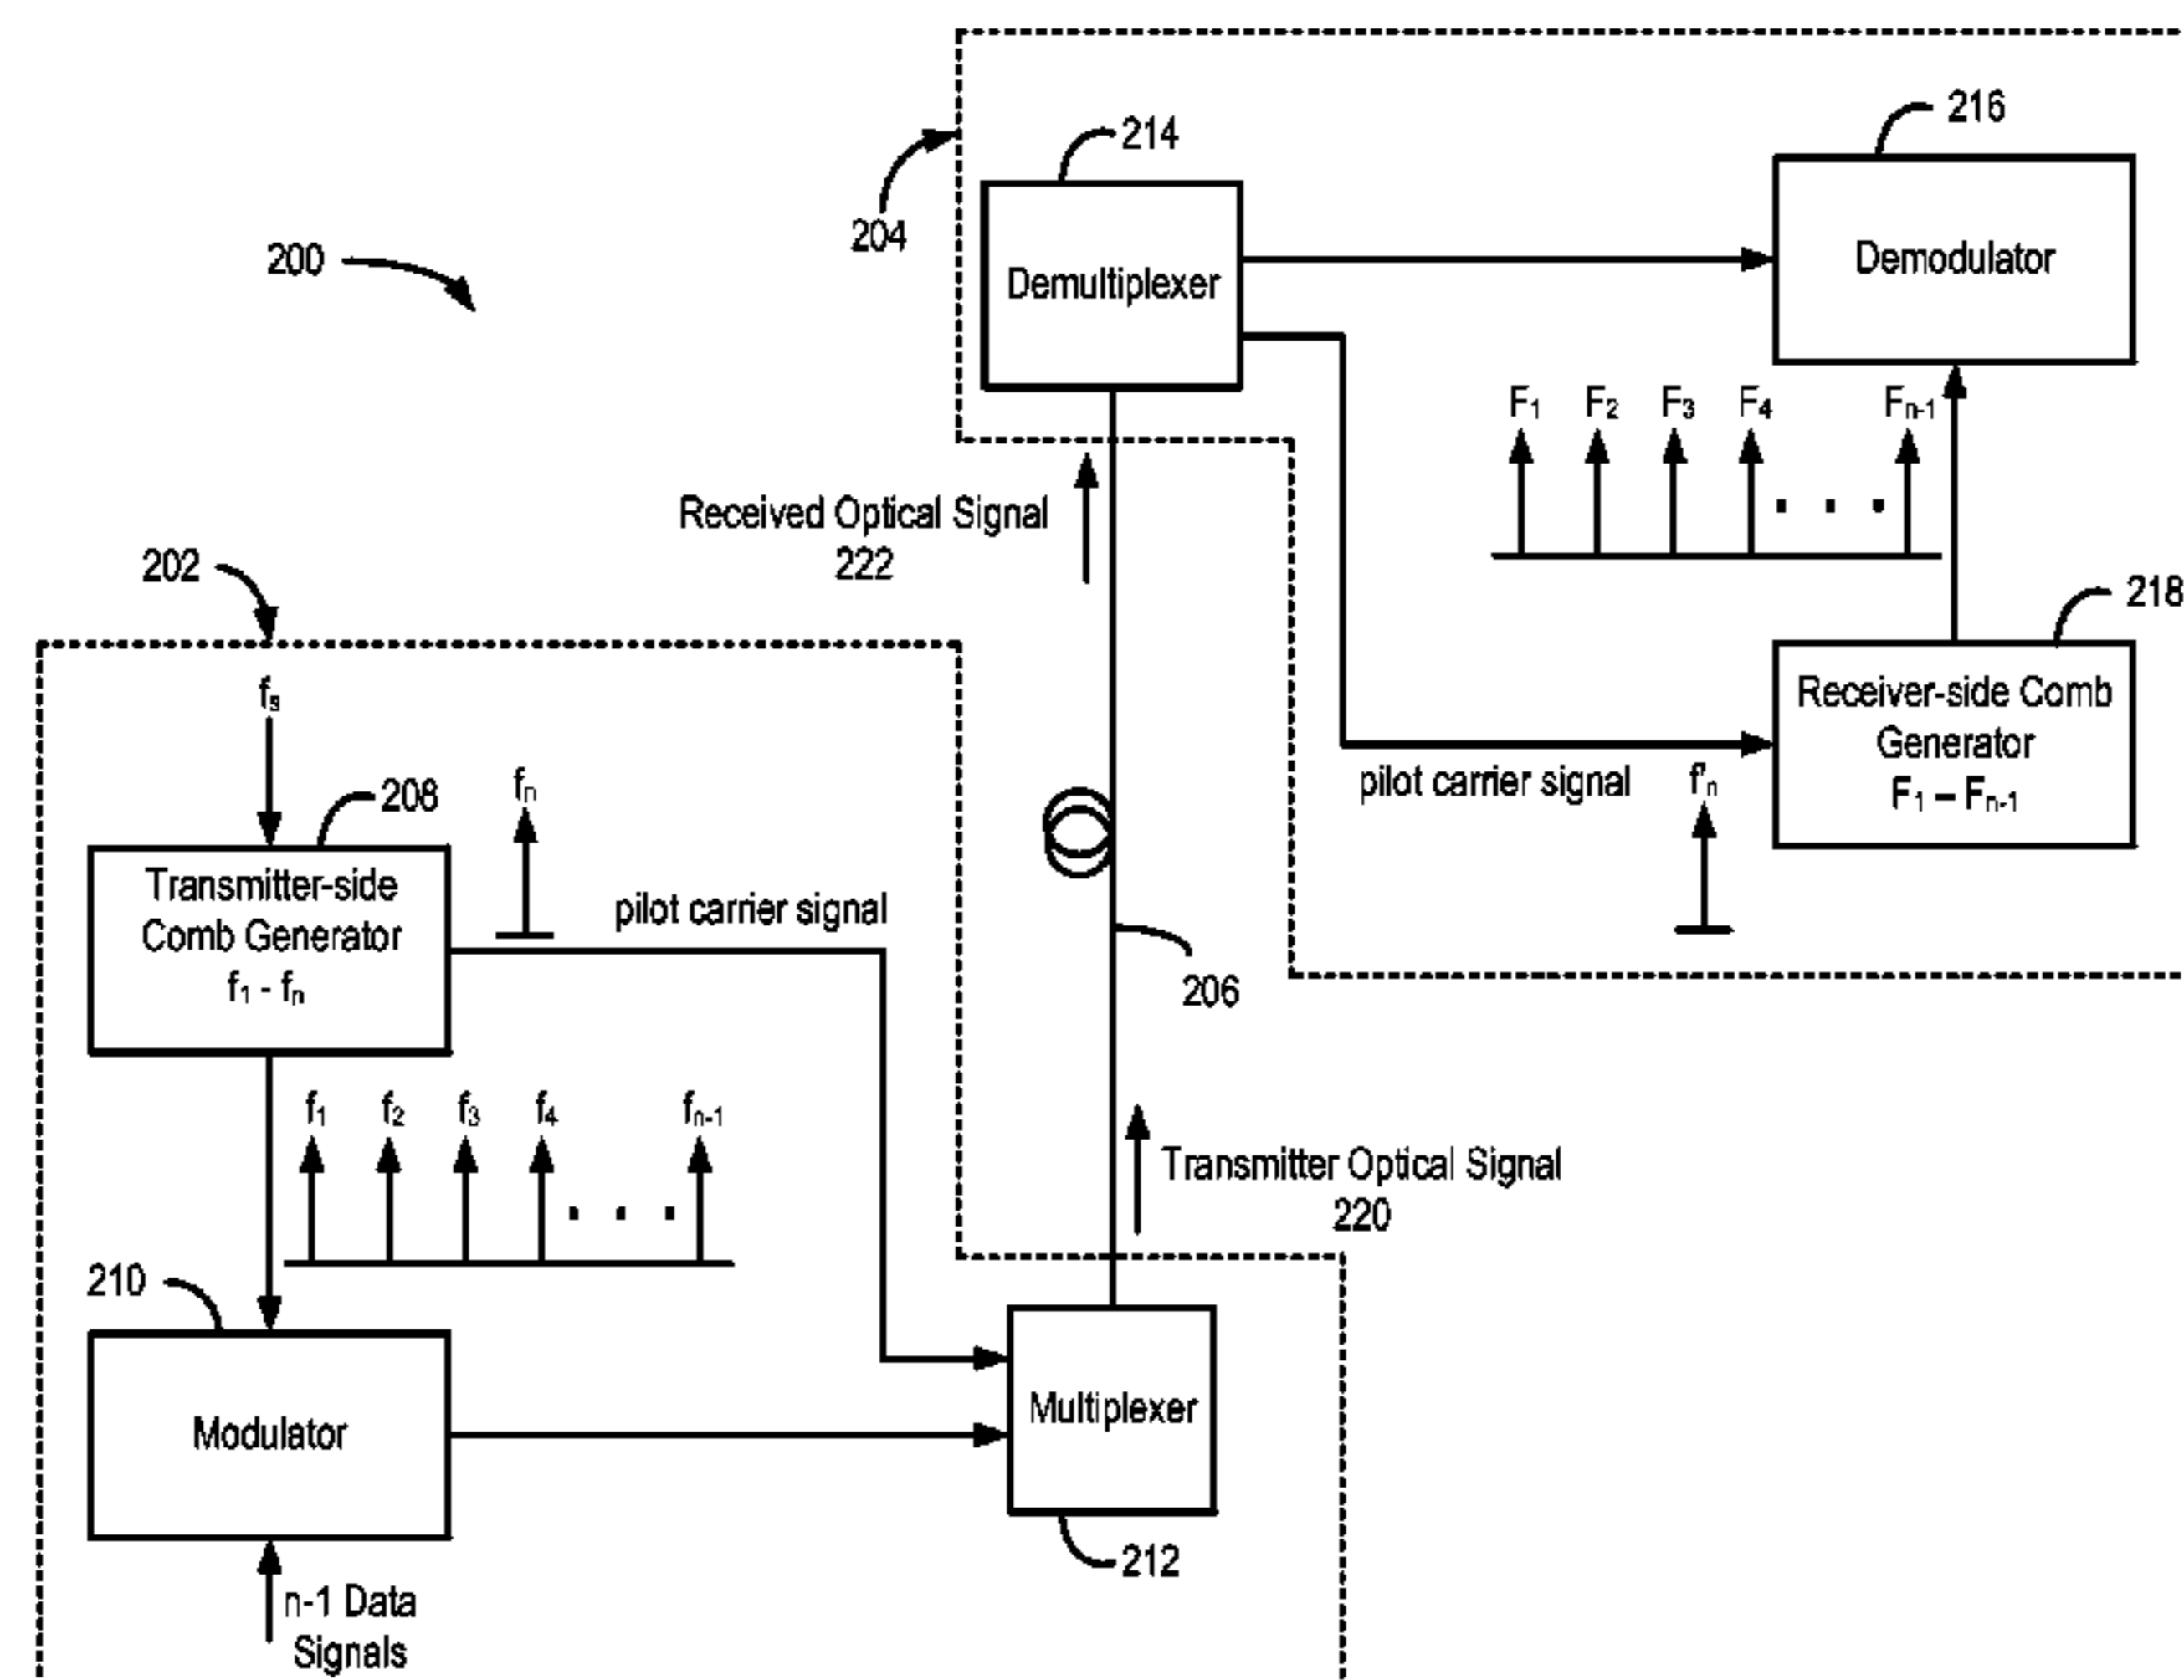 216
214
204
Demultiplexer
Demodulator
200
F₁ F₂ F₃ F₄ . . . Fₙ₋₁
Received Optical Signal
222
218
Receiver-side Comb
Generator
F₁ – Fₙ₋₁
pilot carrier signal
f'ₙ
202
fₛ
208
fₙ
Transmitter-side
Comb Generator
f₁ - fₙ
pilot carrier signal
206
f₁ f₂ f₃ f₄ . . . fₙ₋₁
Transmitter Optical Signal
220
210
Modulator
Multiplexer
212
n-1 Data
Signals